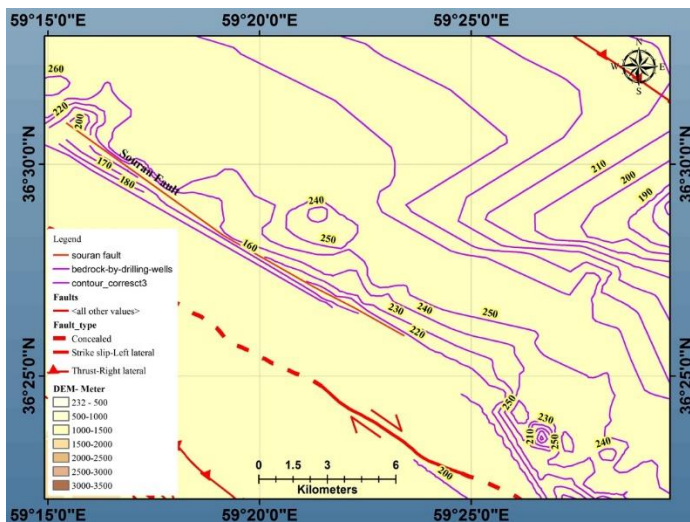 59°15'0"E 59°20'0"E 59°25'0"E
N
W E
S
260
220
200
170
180
Souran Fault
240
250
160
210
200
190
36°30'0"N
36°30'0"N
240
230
220
250
250
230
210
250
240
200
36°25'0"N
36°25'0"N
Legend
souran fault
bedrock-by-drilling-wells
contour_corresct3
Faults
<all other values>
Fault_type
Concealed
Strike slip-Left lateral
Thrust-Right lateral
DEM- Meter
232 - 500
500-1000
1000-1500
1500-2000
2000-2500
2500-3000
3000-3500
0 1.5 3 6
Kilometers
59°15'0"E 59°20'0"E 59°25'0"E